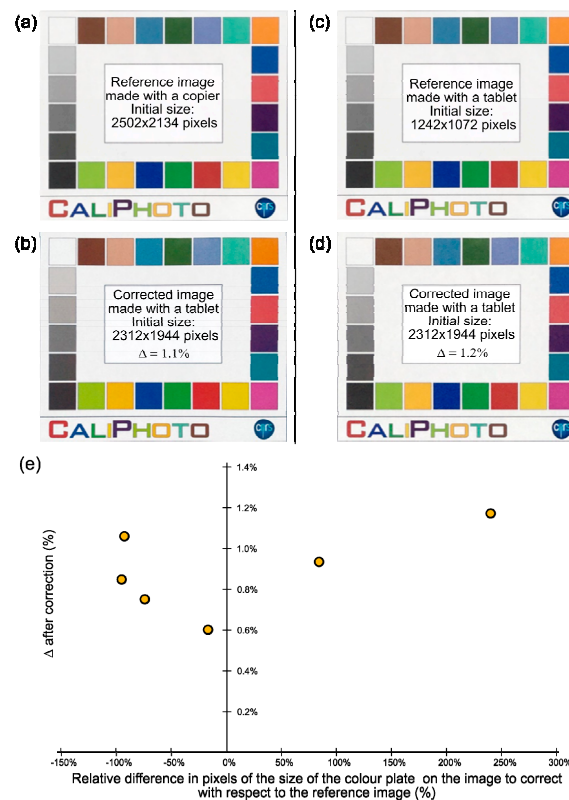 (a)
Reference image
made with a copier
Initial size:
2502x2134 pixels
CALIPHOTO
cnrs
(c)
Reference image
made with a tablet
Initial size:
1242x1072 pixels
CALIPHOTO
cnrs
(b)
Corrected image
made with a tablet
Initial size:
2312x1944 pixels
Δ = 1.1%
CALIPHOTO
cnrs
(d)
Corrected image
made with a tablet
Initial size:
2312x1944 pixels
Δ = 1.2%
CALIPHOTO
cnrs
(e)
Δ after correction (%)
1.4%
1.2%
1.0%
0.8%
0.6%
0.4%
0.2%
-150%
-100%
-50%
0%
50%
100%
150%
200%
250%
300%
Relative difference in pixels of the size of the colour plate on the image to correct
with respect to the reference image (%)